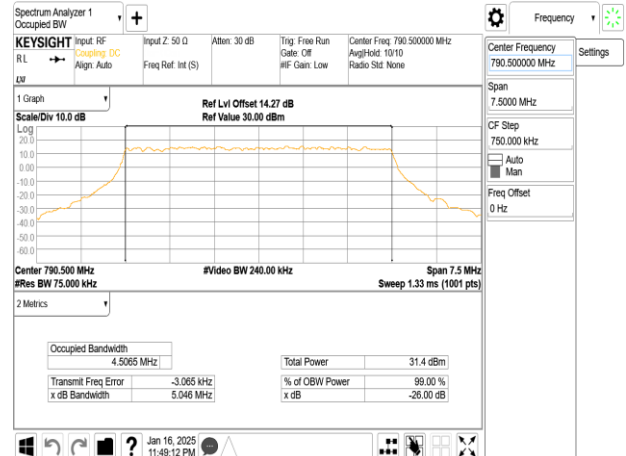 Spectrum Analyzer 1
Occupied BW
Frequency
KEYSIGHT
Input: RF
Input Z: 50 Ω
Atten: 30 dB
Trig: Free Run
Center Freq: 790.500000 MHz
R L
Coupling: DC
Gate: Off
Avg|Hold: 10/10
Align: Auto
Freq Ref: Int (S)
#IF Gain: Low
Radio Std: None
LXI
Center Frequency
790.500000 MHz
Settings
Span
7.5000 MHz
CF Step
750.000 kHz
Auto
Man
Freq Offset
0 Hz
1 Graph
Ref Lvl Offset 14.27 dB
Scale/Div 10.0 dB
Ref Value 30.00 dBm
Log
20.0
10.0
0.00
-10.0
-20.0
-30.0
-40.0
-50.0
-60.0
Center 790.500 MHz
#Video BW 240.00 kHz
Span 7.5 MHz
#Res BW 75.000 kHz
Sweep 1.33 ms (1001 pts)
2 Metrics
Occupied Bandwidth
4.5065 MHz
Total Power
31.4 dBm
Transmit Freq Error
-3.065 kHz
% of OBW Power
99.00 %
x dB Bandwidth
5.046 MHz
x dB
-26.00 dB
?
Jan 16, 2025
11:49:12 PM